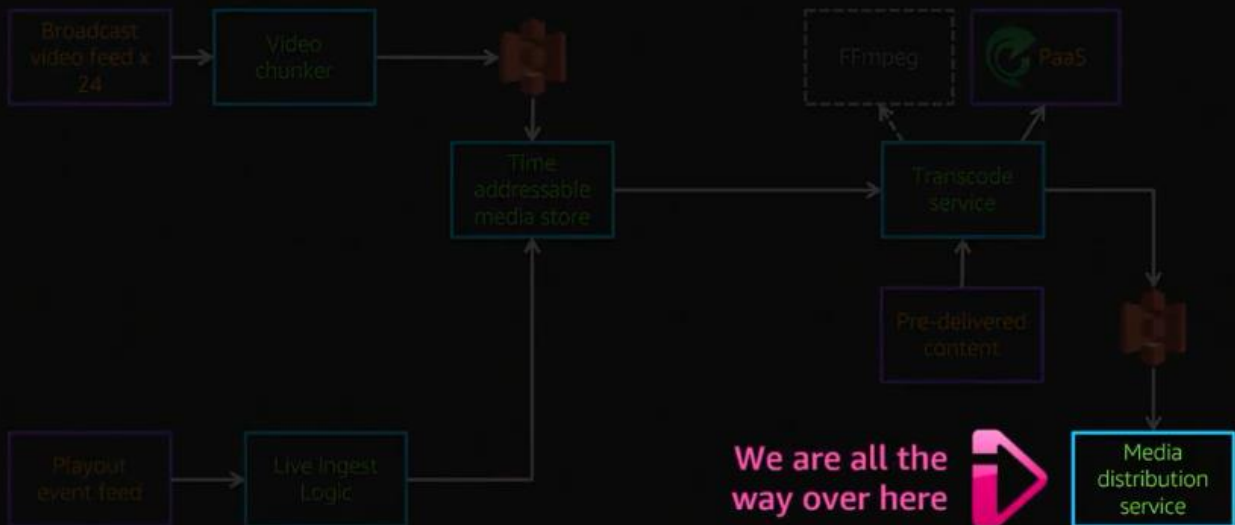 Broadcast
video feed x
24
Video
chunker
FFmpeg
PaaS
Time
addressable
media store
Transcode
service
Pre-delivered
content
Playout
event feed
Live Ingest
Logic
We are all the
way over here
Media
distribution
service